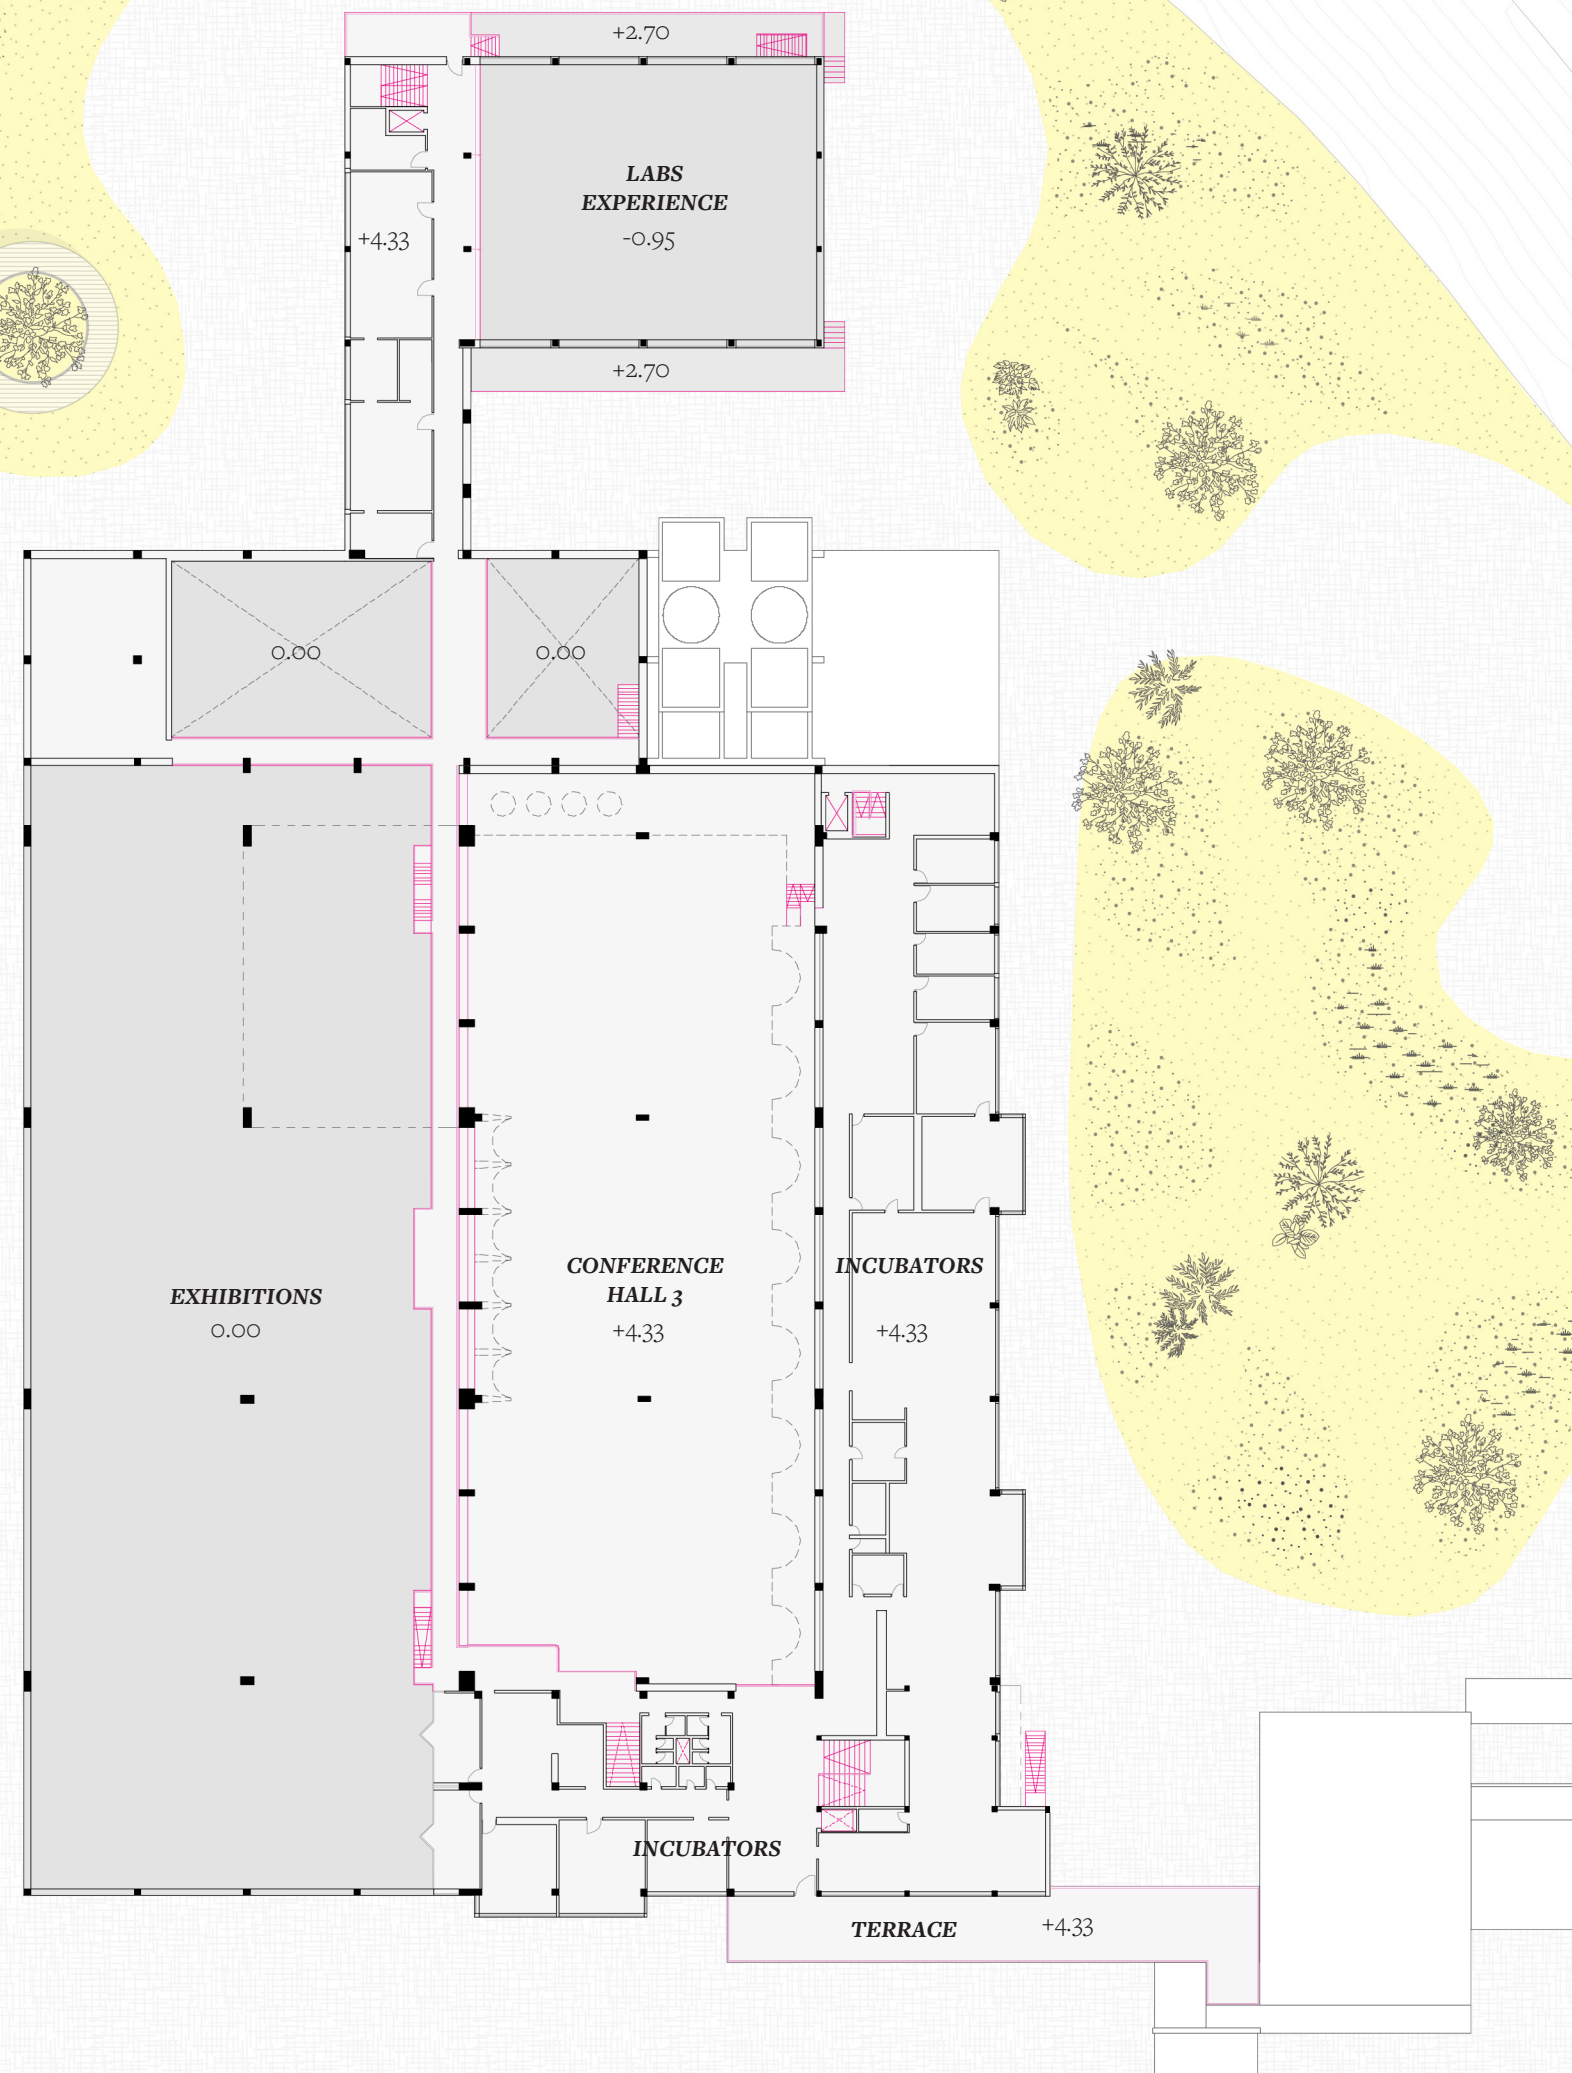 +2.70
LABS
EXPERIENCE
-0.95
+4.33
+2.70
0.00
0.00
CONFERENCE
HALL 3
+4.33
INCUBATORS
+4.33
EXHIBITIONS
0.00
INCUBATORS
TERRACE
+4.33